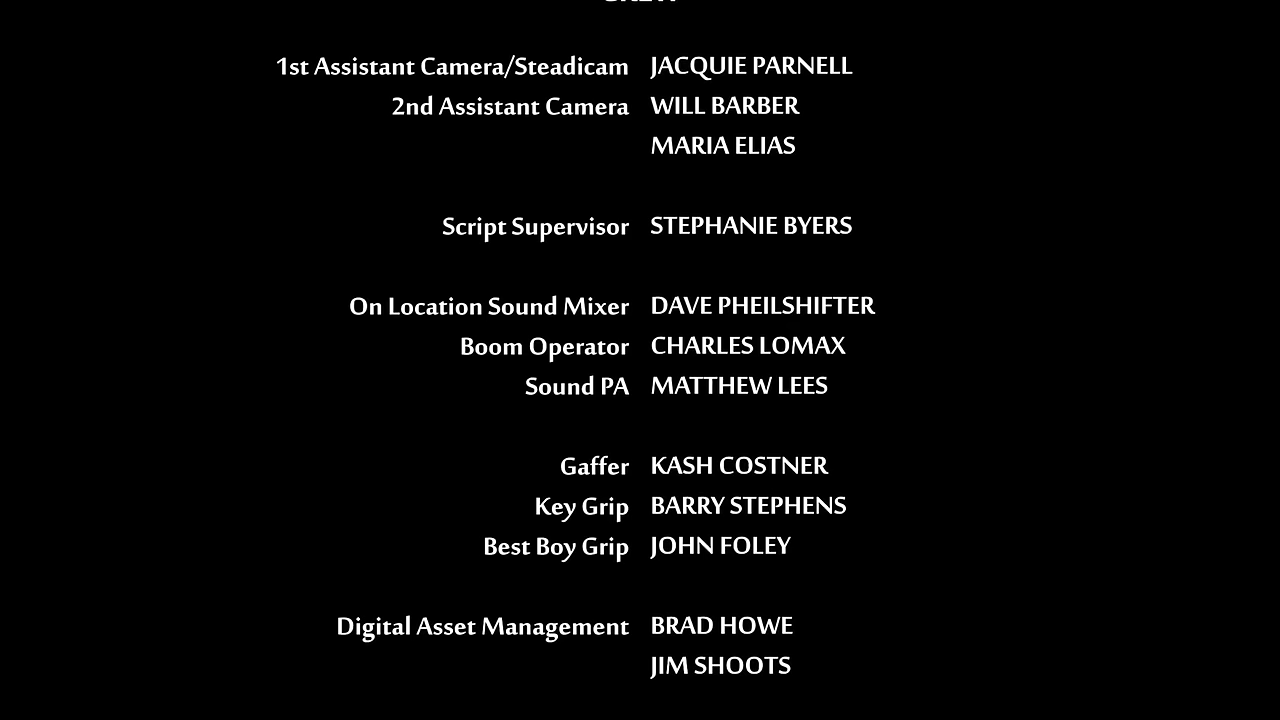 1st Assistant Camera/Steadicam JACQUIE PARNELL
2nd Assistant Camera WILL BARBER
MARIA ELIAS
Script Supervisor STEPHANIE BYERS
On Location Sound Mixer DAVE PHEILSHIFTER
Boom Operator CHARLES LOMAX
Sound PA MATTHEW LEES
Gaffer KASH COSTNER
Key Grip BARRY STEPHENS
Best Boy Grip JOHN FOLEY
Digital Asset Management BRAD HOWE
JIM SHOOTS